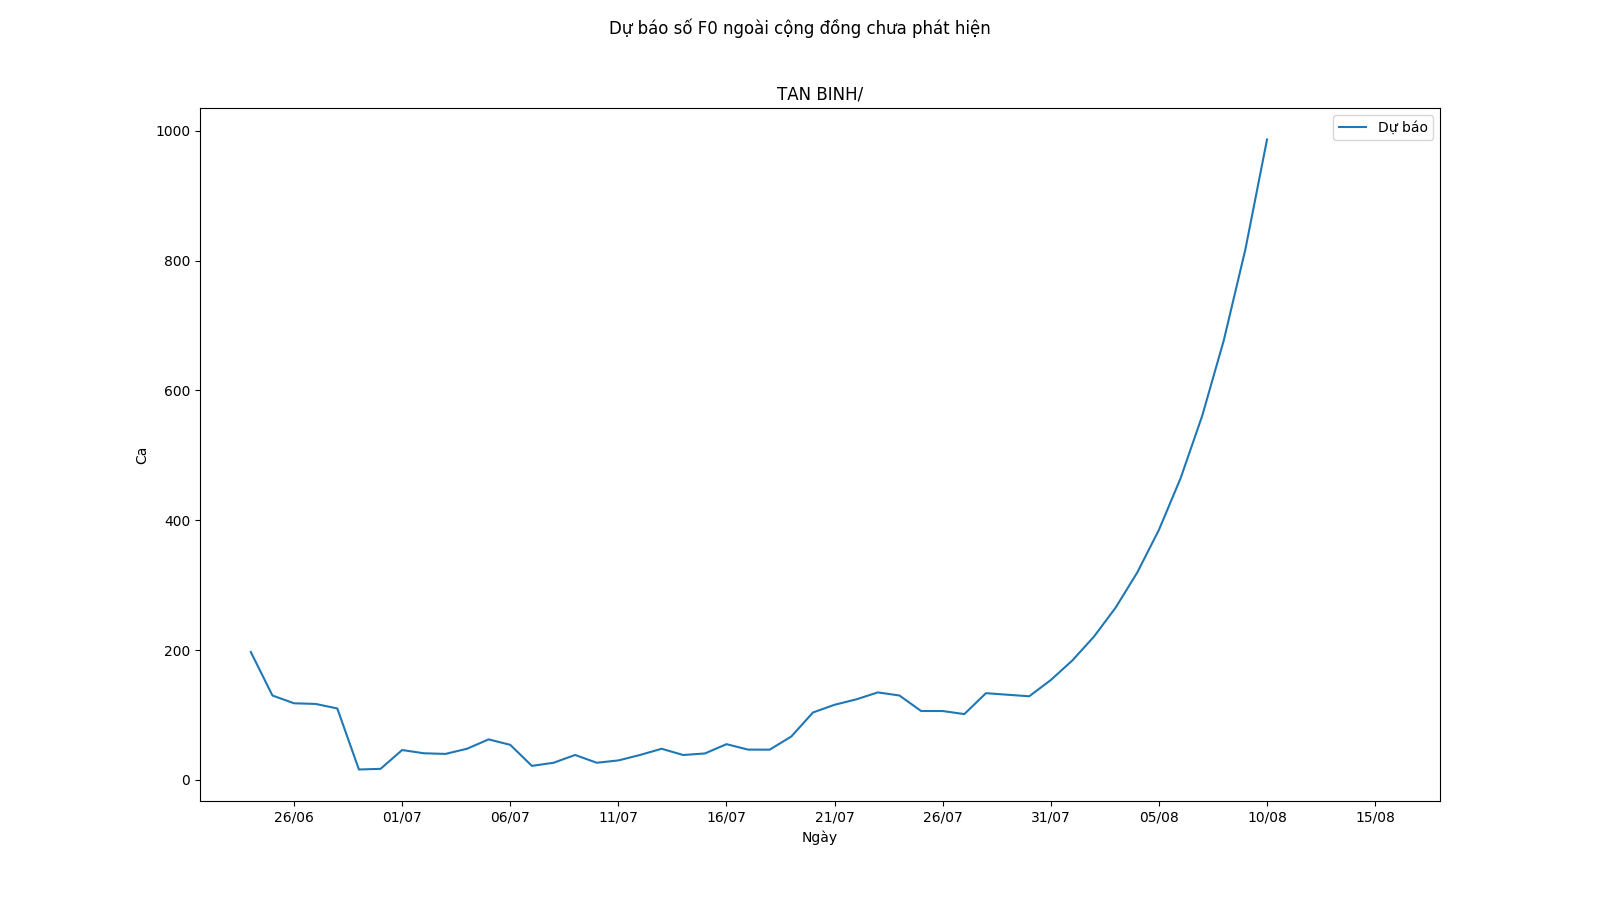 Dự báo số F0 ngoài cộng đồng chưa phát hiện
TAN BINH/
Dự báo
1000
800
600
400
200
0
Ca
26/06 01/07 06/07 11/07 16/07 21/07 26/07 31/07 05/08 10/08 15/08
Ngày